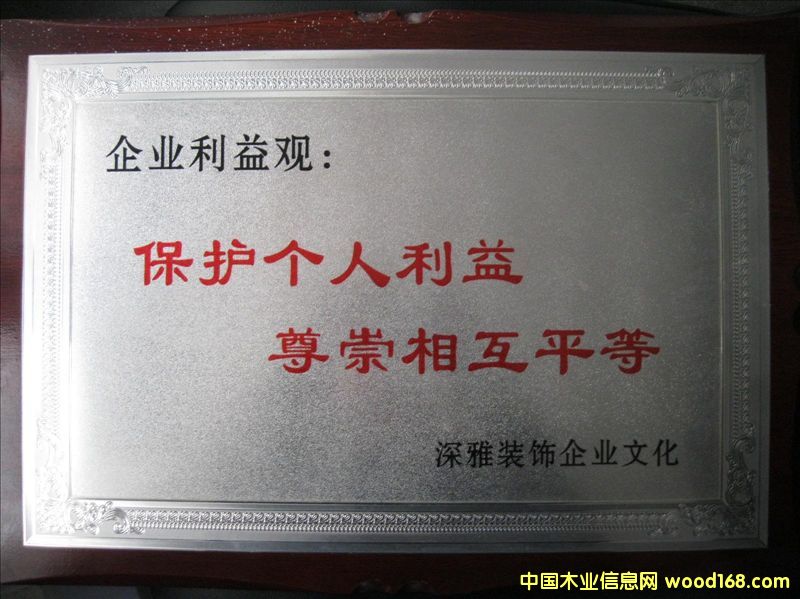 企业利益观：
保护个人利益
尊崇相互平等
深雅装饰企业文化
中国木业信息网 wood168.com